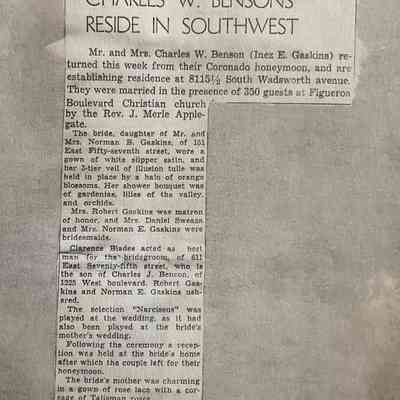 CHARLES W. BENSONS
RESIDE IN SOUTHWEST
Mr. and Mrs. Charles W. Benson (Inez E. Gaskins) re-
turned this week from their Coronado honeymoon, and are
establishing residence at 8115½ South Wadsworth avenue.
They were married in the presence of 350 guests at Figueroa
Boulevard Christian church
by the Rev. J. Merle Apple-
gate.
The bride, daughter of Mr. and
Mrs. Norman B. Gaskins, of 151
East Fifty-seventh street, wore a
gown of white slipper satin, and
her 3-tier veil of illusion tulle was
held in place by a halo of orange
blossoms. Her shower bouquet was
of gardenias, lilies of the valley,
and orchids.
Mrs. Robert Gaskins was matron
of honor, and Mrs. Daniel Sweazn
and Mrs. Norman E. Gaskins were
bridesmaids.
Clarence Blades acted as best
man for the bridegroom, of 611
East Seventy-fifth street, who is
the son of Charles J. Benson, of
1225 West boulevard. Robert Gas-
kins and Norman E. Gaskins ush-
ered.
The selection "Narcissus" was
played at the wedding, as it had
also been played at the bride's
mother's wedding.
Following the ceremony a recep-
tion was held at the bride's home
after which the couple left for their
honeymoon.
The bride's mother was charming
in a gown of rose lace with a cor-
sage of Talisman roses.